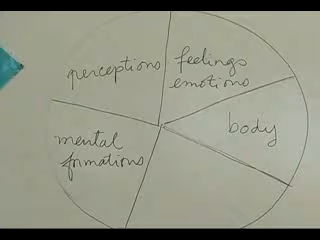 perceptions
feelings
emotions
body
mental
formations